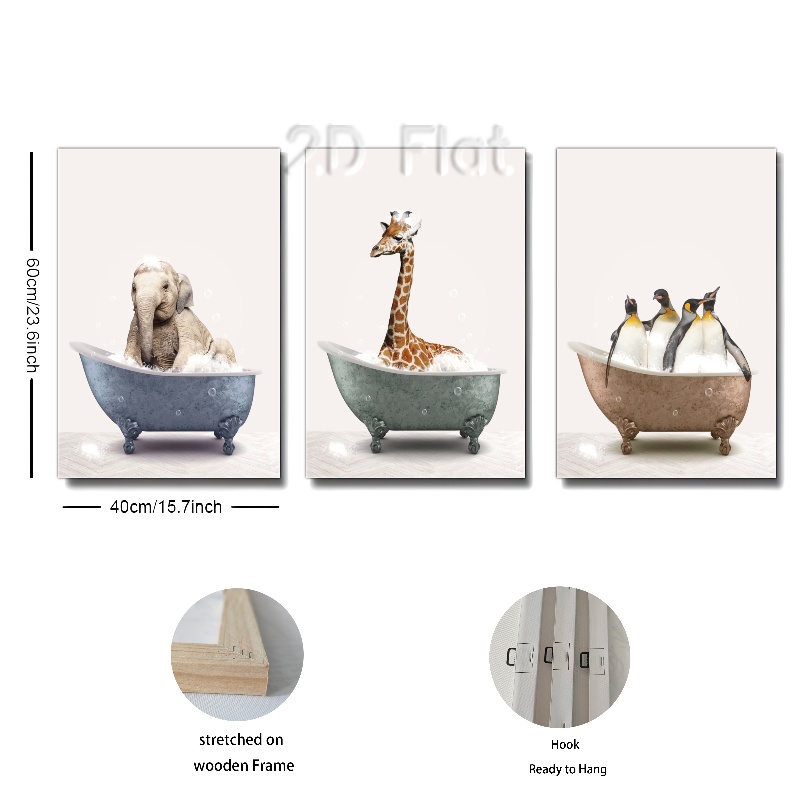 2D Flat
60cm/23.6inch
40cm/15.7inch
stretched on
wooden Frame
Hook
Ready to Hang